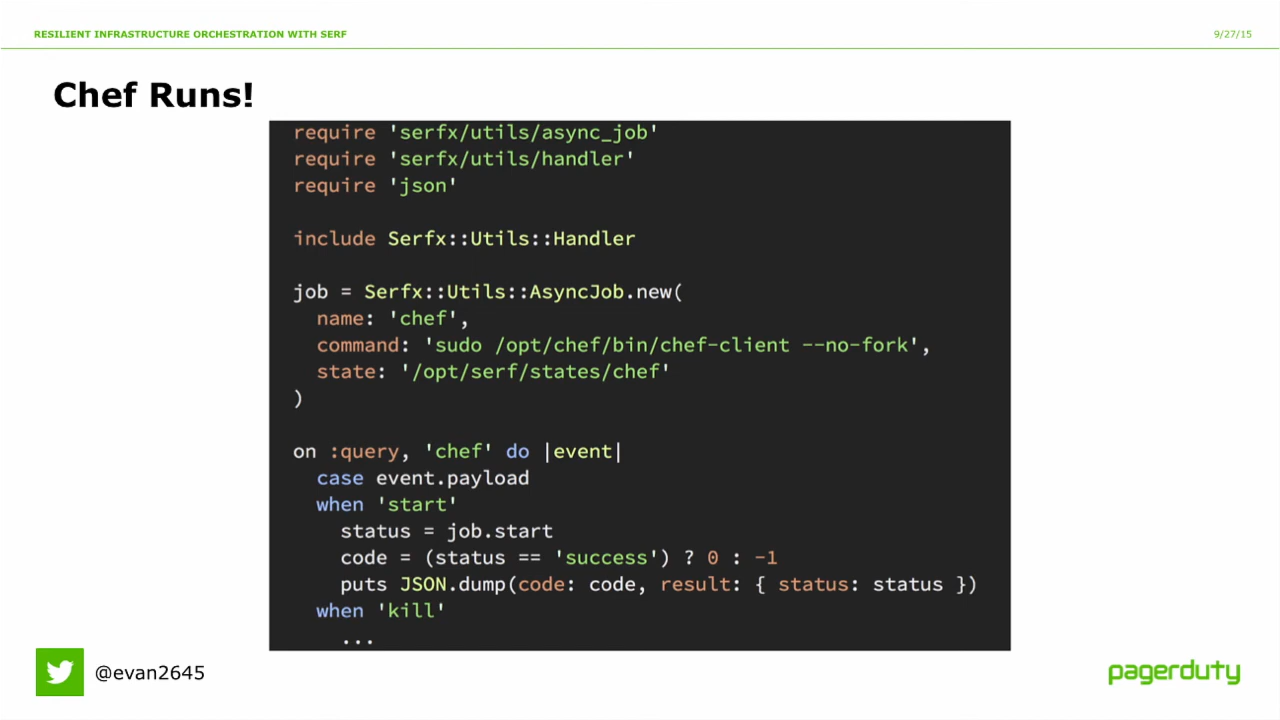 RESILIENT INFRASTRUCTURE ORCHESTRATION WITH SERF
9/27/15
Chef Runs!
require 'serfx/utils/async_job'
require 'serfx/utils/handler'
require 'json'
include Serfx::Utils::Handler
job = Serfx::Utils::AsyncJob.new(
  name: 'chef',
  command: 'sudo /opt/chef/bin/chef-client --no-fork',
  state: '/opt/serf/states/chef'
)
on :query, 'chef' do |event|
  case event.payload
  when 'start'
    status = job.start
    code = (status == 'success') ? 0 : -1
    puts JSON.dump(code: code, result: { status: status })
  when 'kill'
    ...
@evan2645
pagerduty